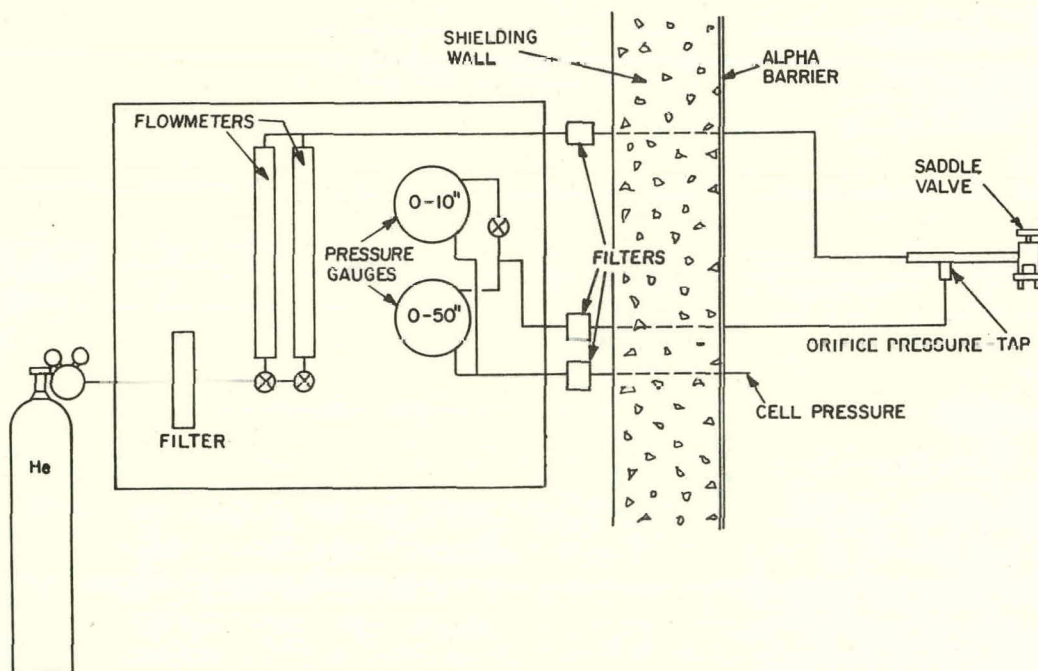 SHIELDING
WALL
ALPHA
BARRIER
FLOWMETERS
SADDLE
VALVE
0-10"
PRESSURE
GAUGES
FILTERS
0-50"
ORIFICE PRESSURE TAP
CELL PRESSURE
FILTER
He